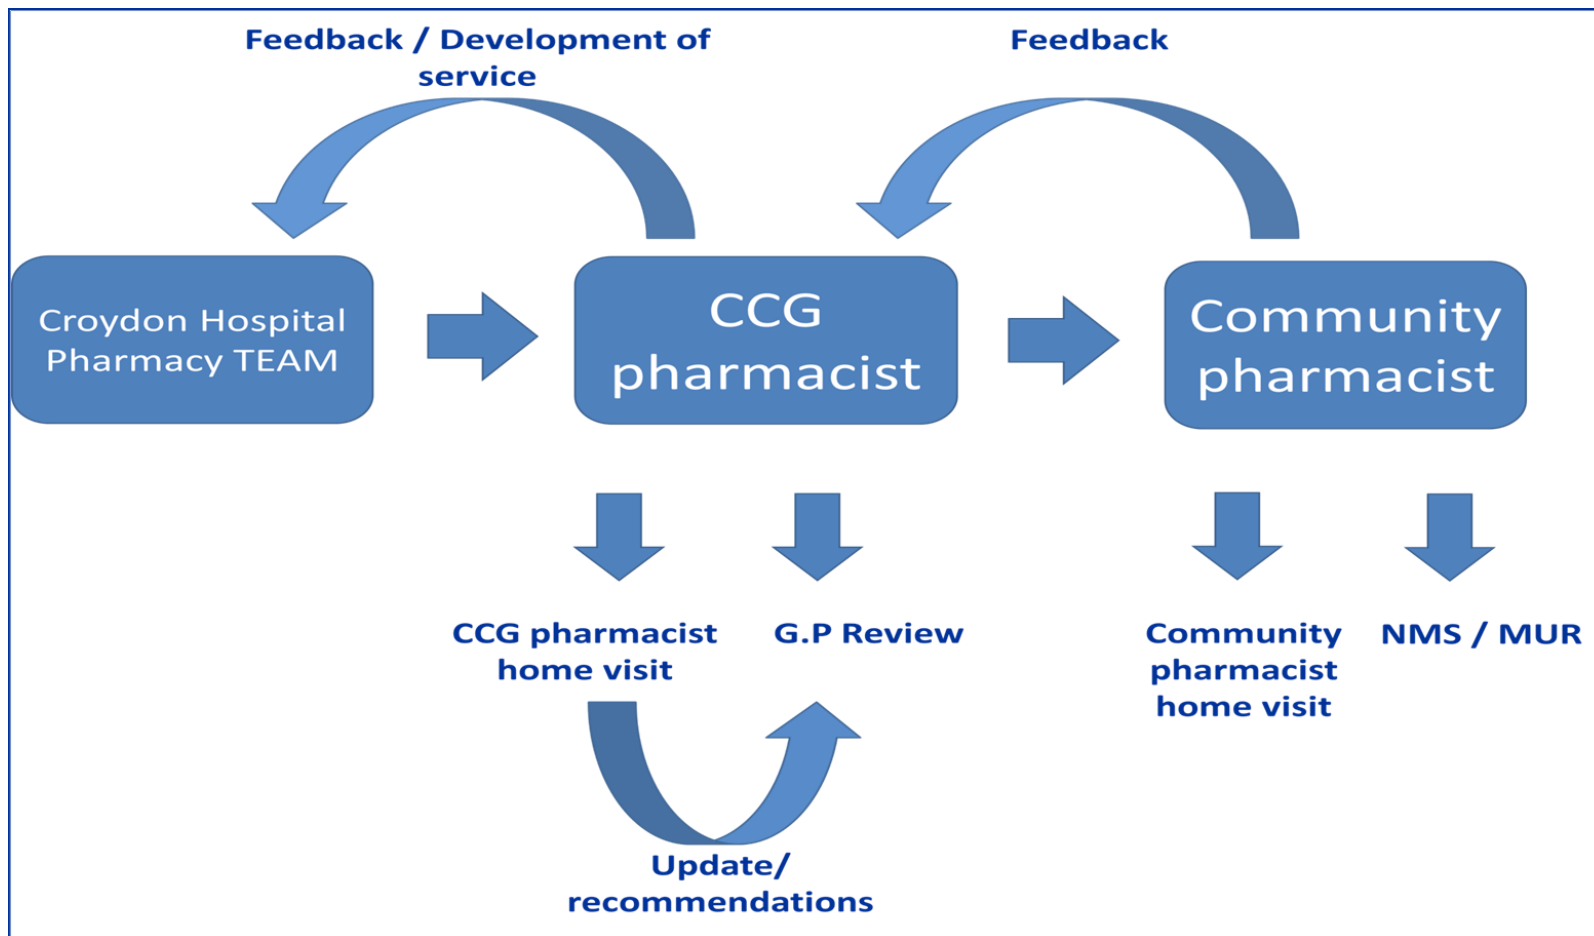 Feedback / Development of
service
Feedback
Croydon Hospital
Pharmacy TEAM
CCG
pharmacist
Community
pharmacist
CCG pharmacist
home visit
G.P Review
Community
pharmacist
home visit
NMS / MUR
Update/
recommendations